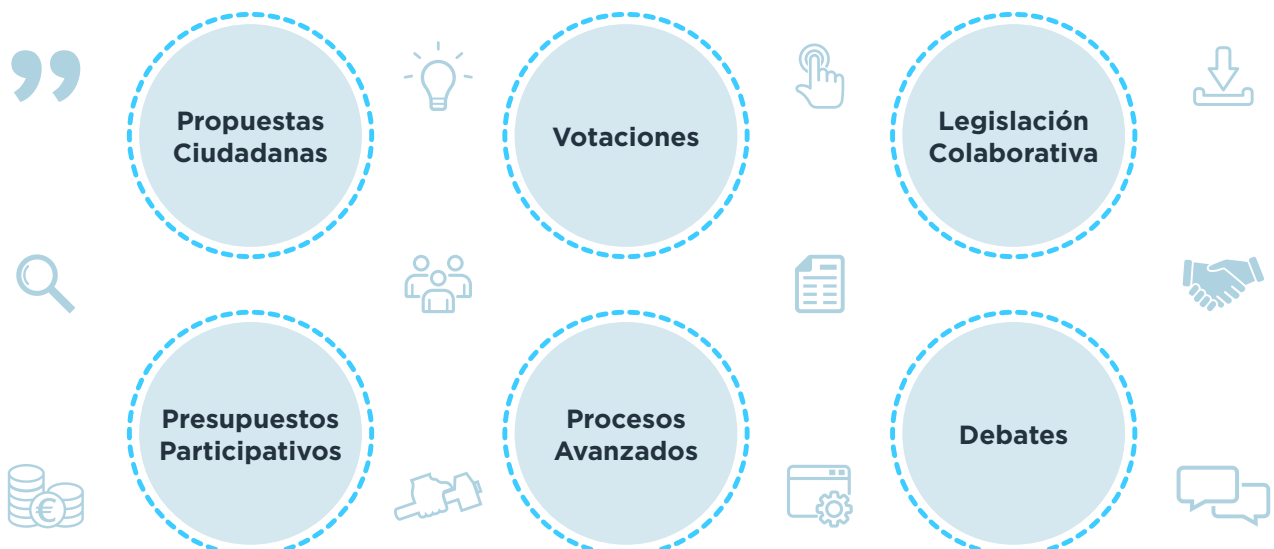 Propuestas
Ciudadanas
Votaciones
Legislación
Colaborativa
Presupuestos
Participativos
Procesos
Avanzados
Debates